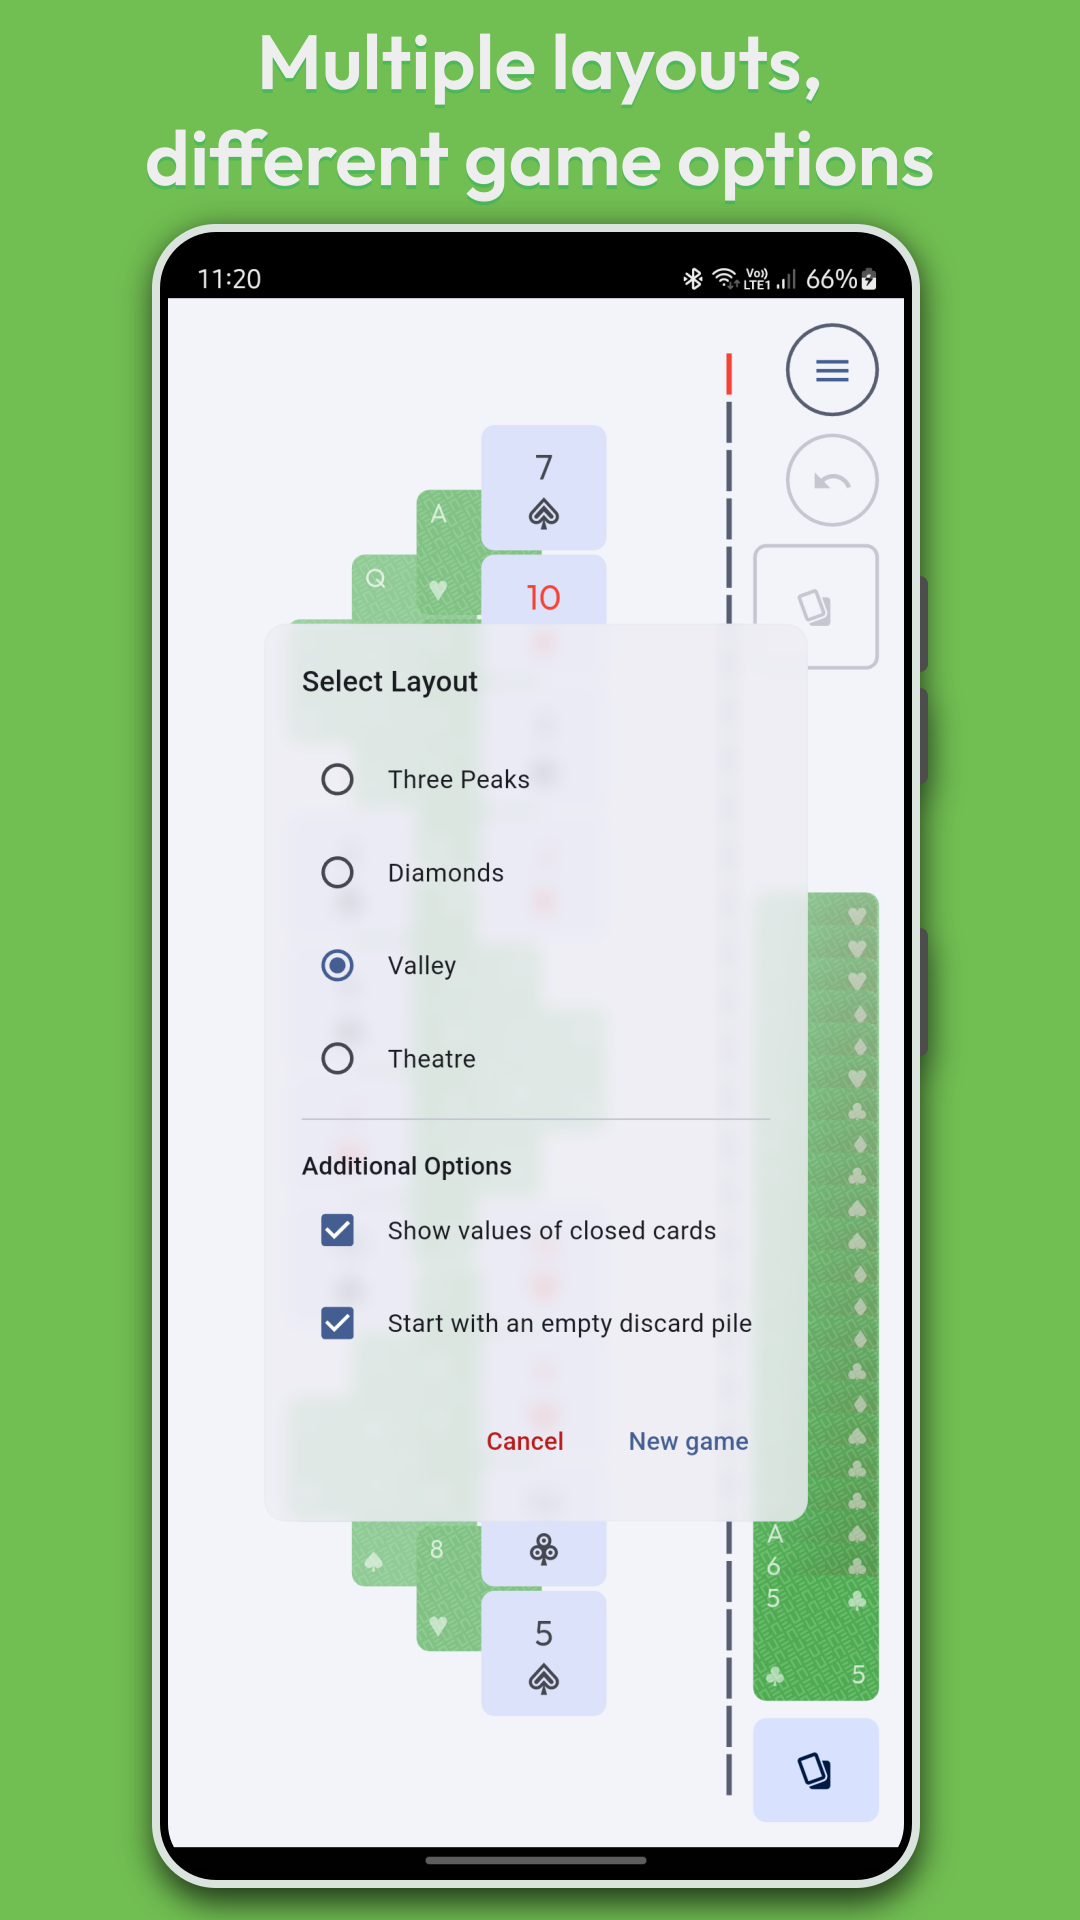 Multiple layouts,
different game options
11:20
Vo))
LTE1
66%
7
A
Q
10
Select Layout
Three Peaks
Diamonds
Valley
Theatre
Additional Options
Show values of closed cards
Start with an empty discard pile
Cancel
New game
8
A
6
5
5
5